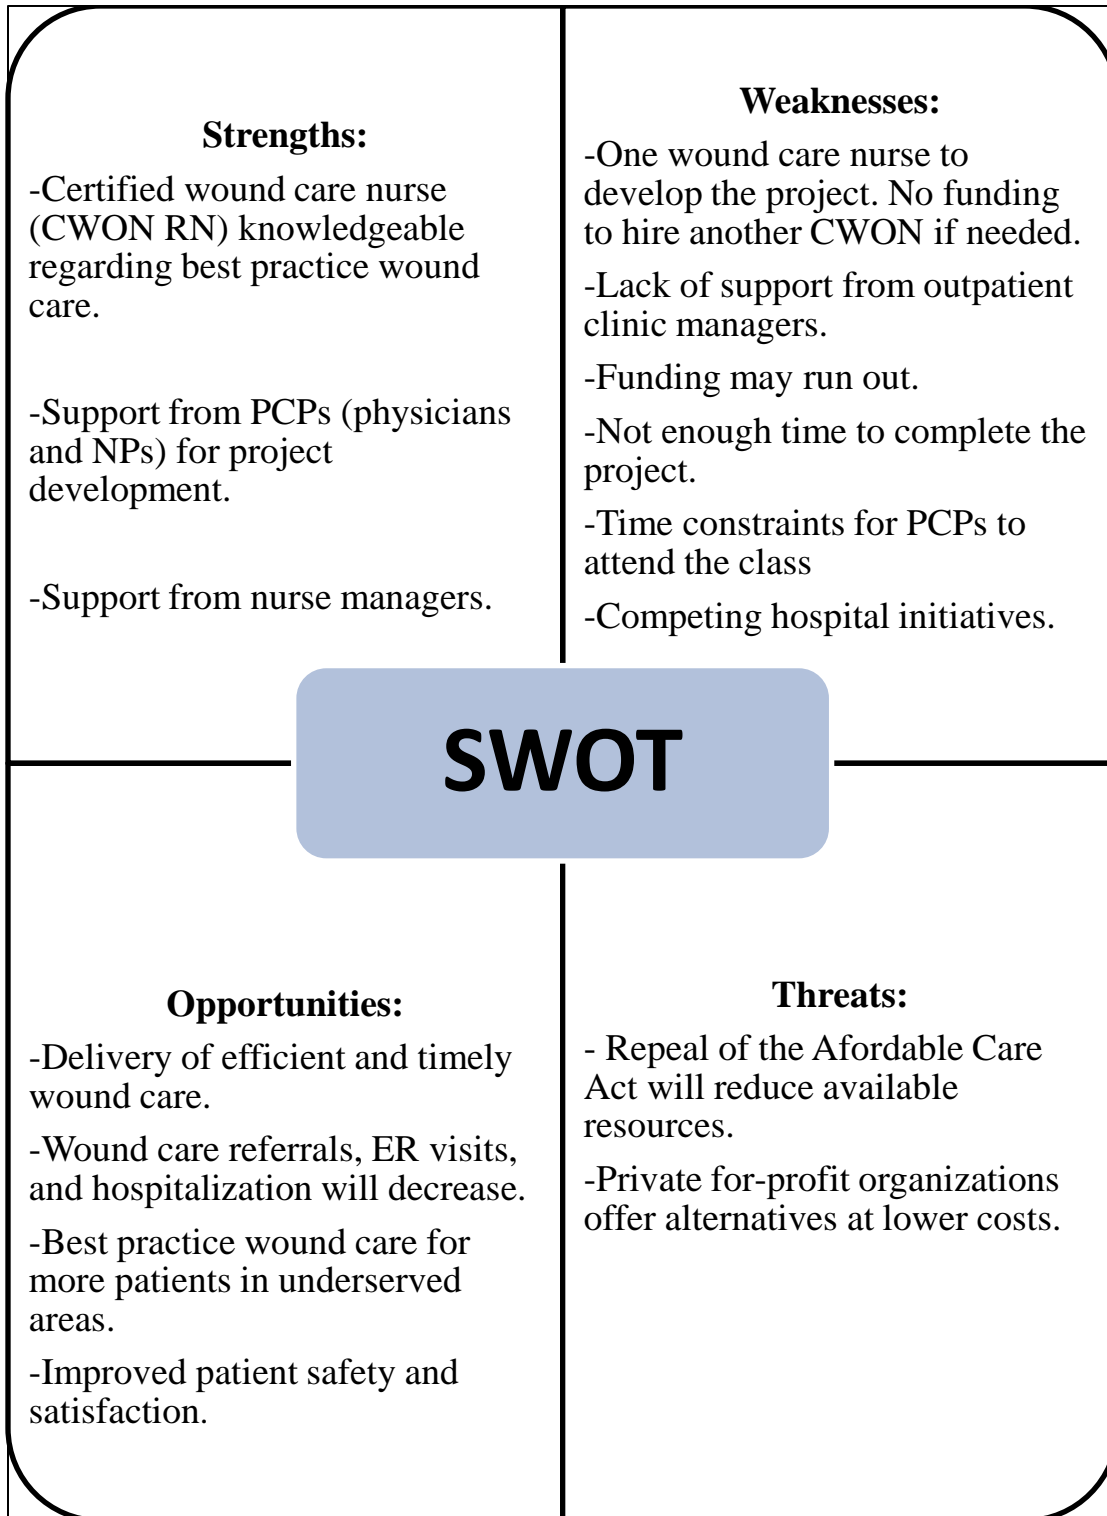 Strengths:
-Certified wound care nurse
(CWON RN) knowledgeable
regarding best practice wound
care.
-Support from PCPs (physicians
and NPs) for project
development.
-Support from nurse managers.
Weaknesses:
-One wound care nurse to
develop the project. No funding
to hire another CWON if needed.
-Lack of support from outpatient
clinic managers.
-Funding may run out.
-Not enough time to complete the
project.
-Time constraints for PCPs to
attend the class
-Competing hospital initiatives.
SWOT
Opportunities:
-Delivery of efficient and timely
wound care.
-Wound care referrals, ER visits,
and hospitalization will decrease.
-Best practice wound care for
more patients in underserved
areas.
-Improved patient safety and
satisfaction.
Threats:
- Repeal of the Afordable Care
Act will reduce available
resources.
-Private for-profit organizations
offer alternatives at lower costs.